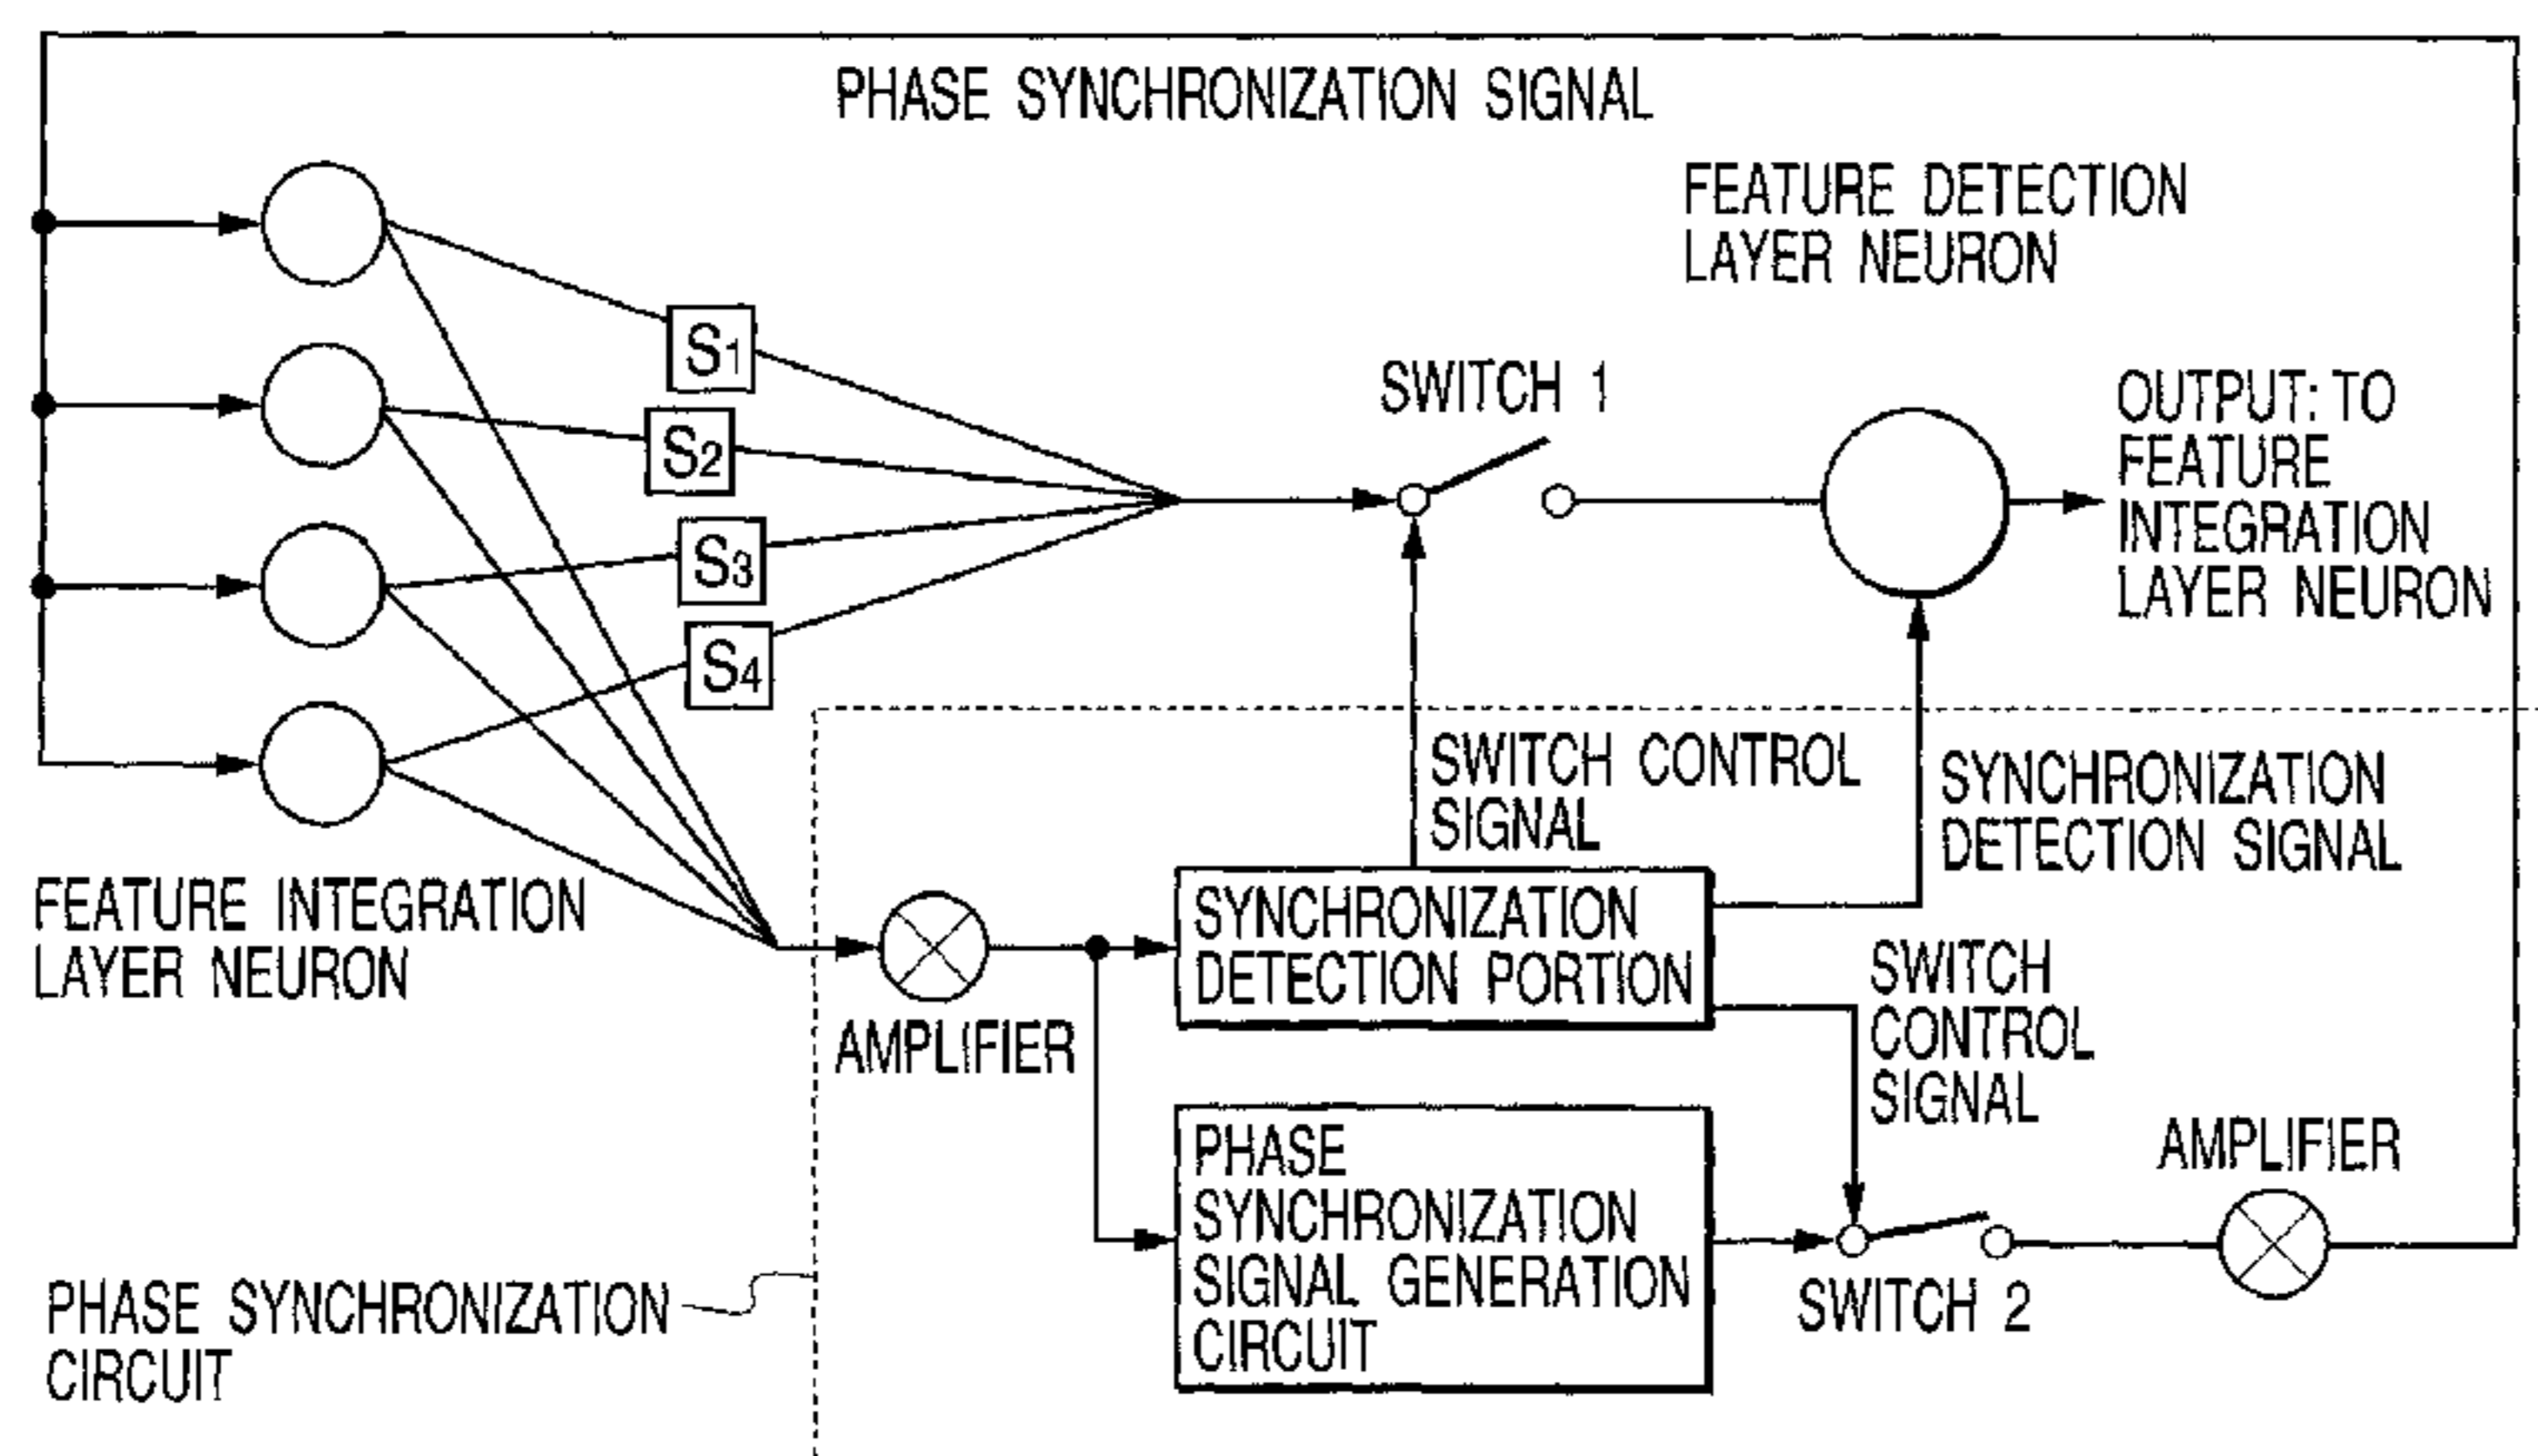 PHASE SYNCHRONIZATION SIGNAL
FEATURE DETECTION
LAYER NEURON
S1
S2
S3
S4
SWITCH 1
OUTPUT: TO
FEATURE
INTEGRATION
LAYER NEURON
SWITCH CONTROL
SIGNAL
SYNCHRONIZATION
DETECTION SIGNAL
FEATURE INTEGRATION
LAYER NEURON
AMPLIFIER
SYNCHRONIZATION
DETECTION PORTION
SWITCH
CONTROL
SIGNAL
PHASE
SYNCHRONIZATION
SIGNAL GENERATION
CIRCUIT
SWITCH 2
AMPLIFIER
PHASE SYNCHRONIZATION
CIRCUIT